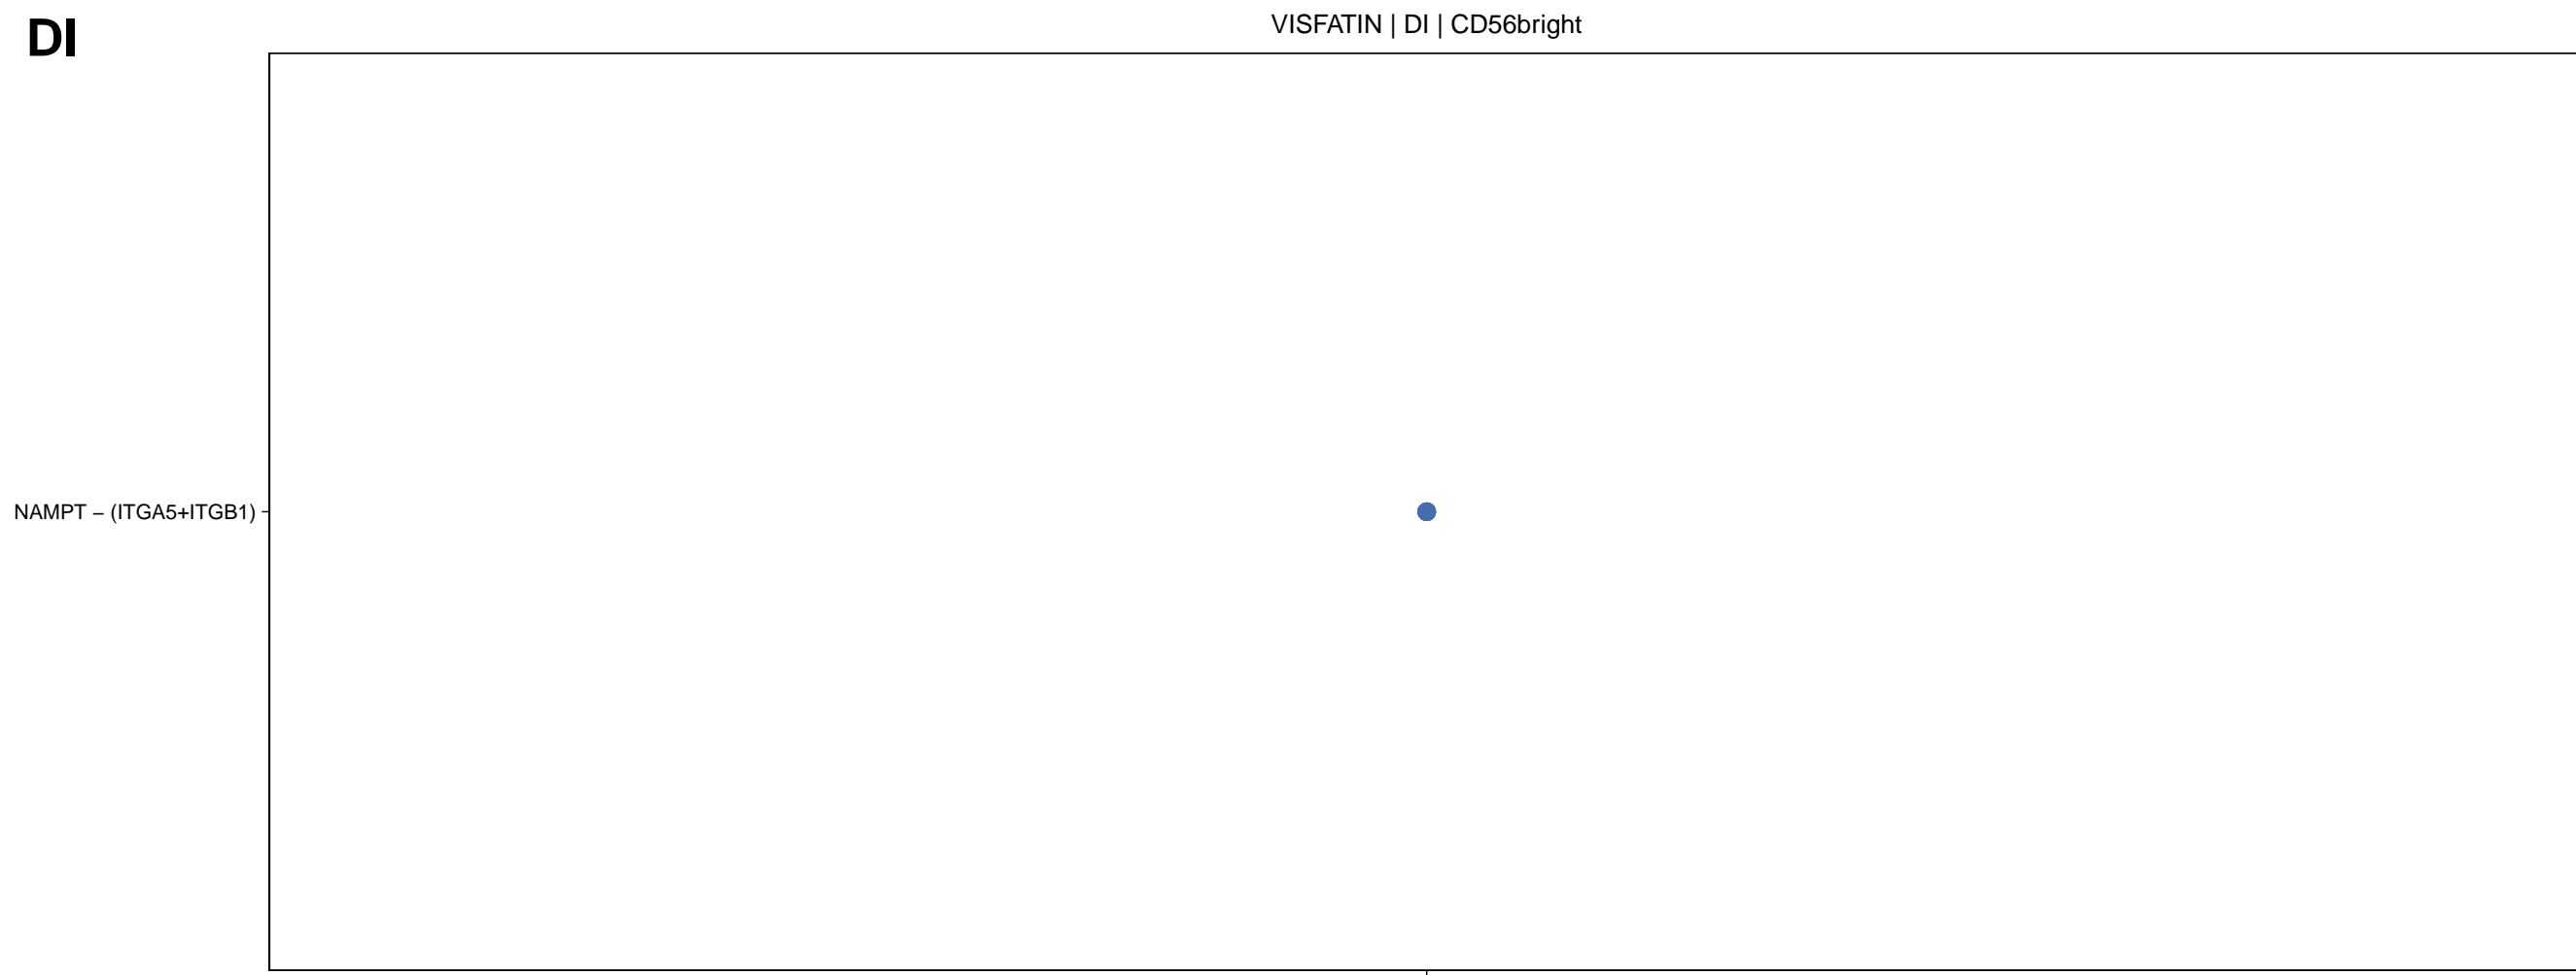 DI
VISFATIN | DI | CD56bright
NAMPT – (ITGA5+ITGB1)